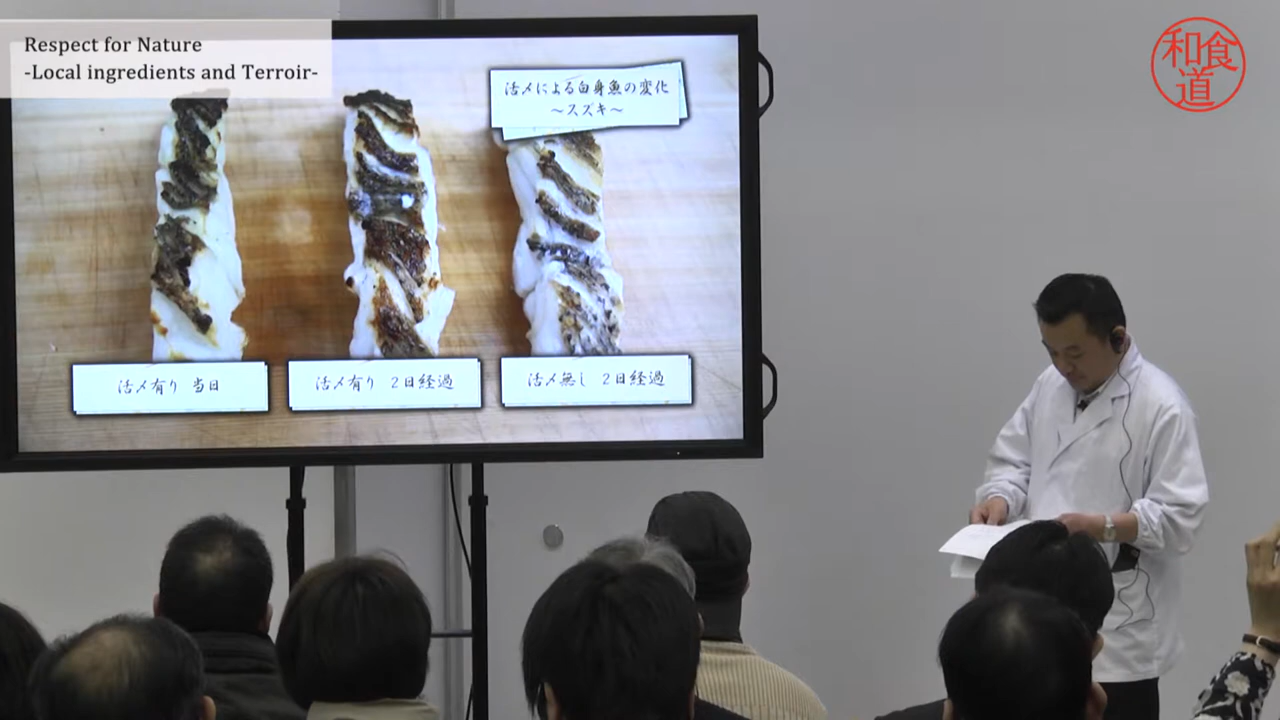 Respect for Nature
-Local ingredients and Terroir-
和食道
活〆による白身魚の変化
〜スズキ〜
活〆有り 当日
活〆有り 2日経過
活〆無し 2日経過